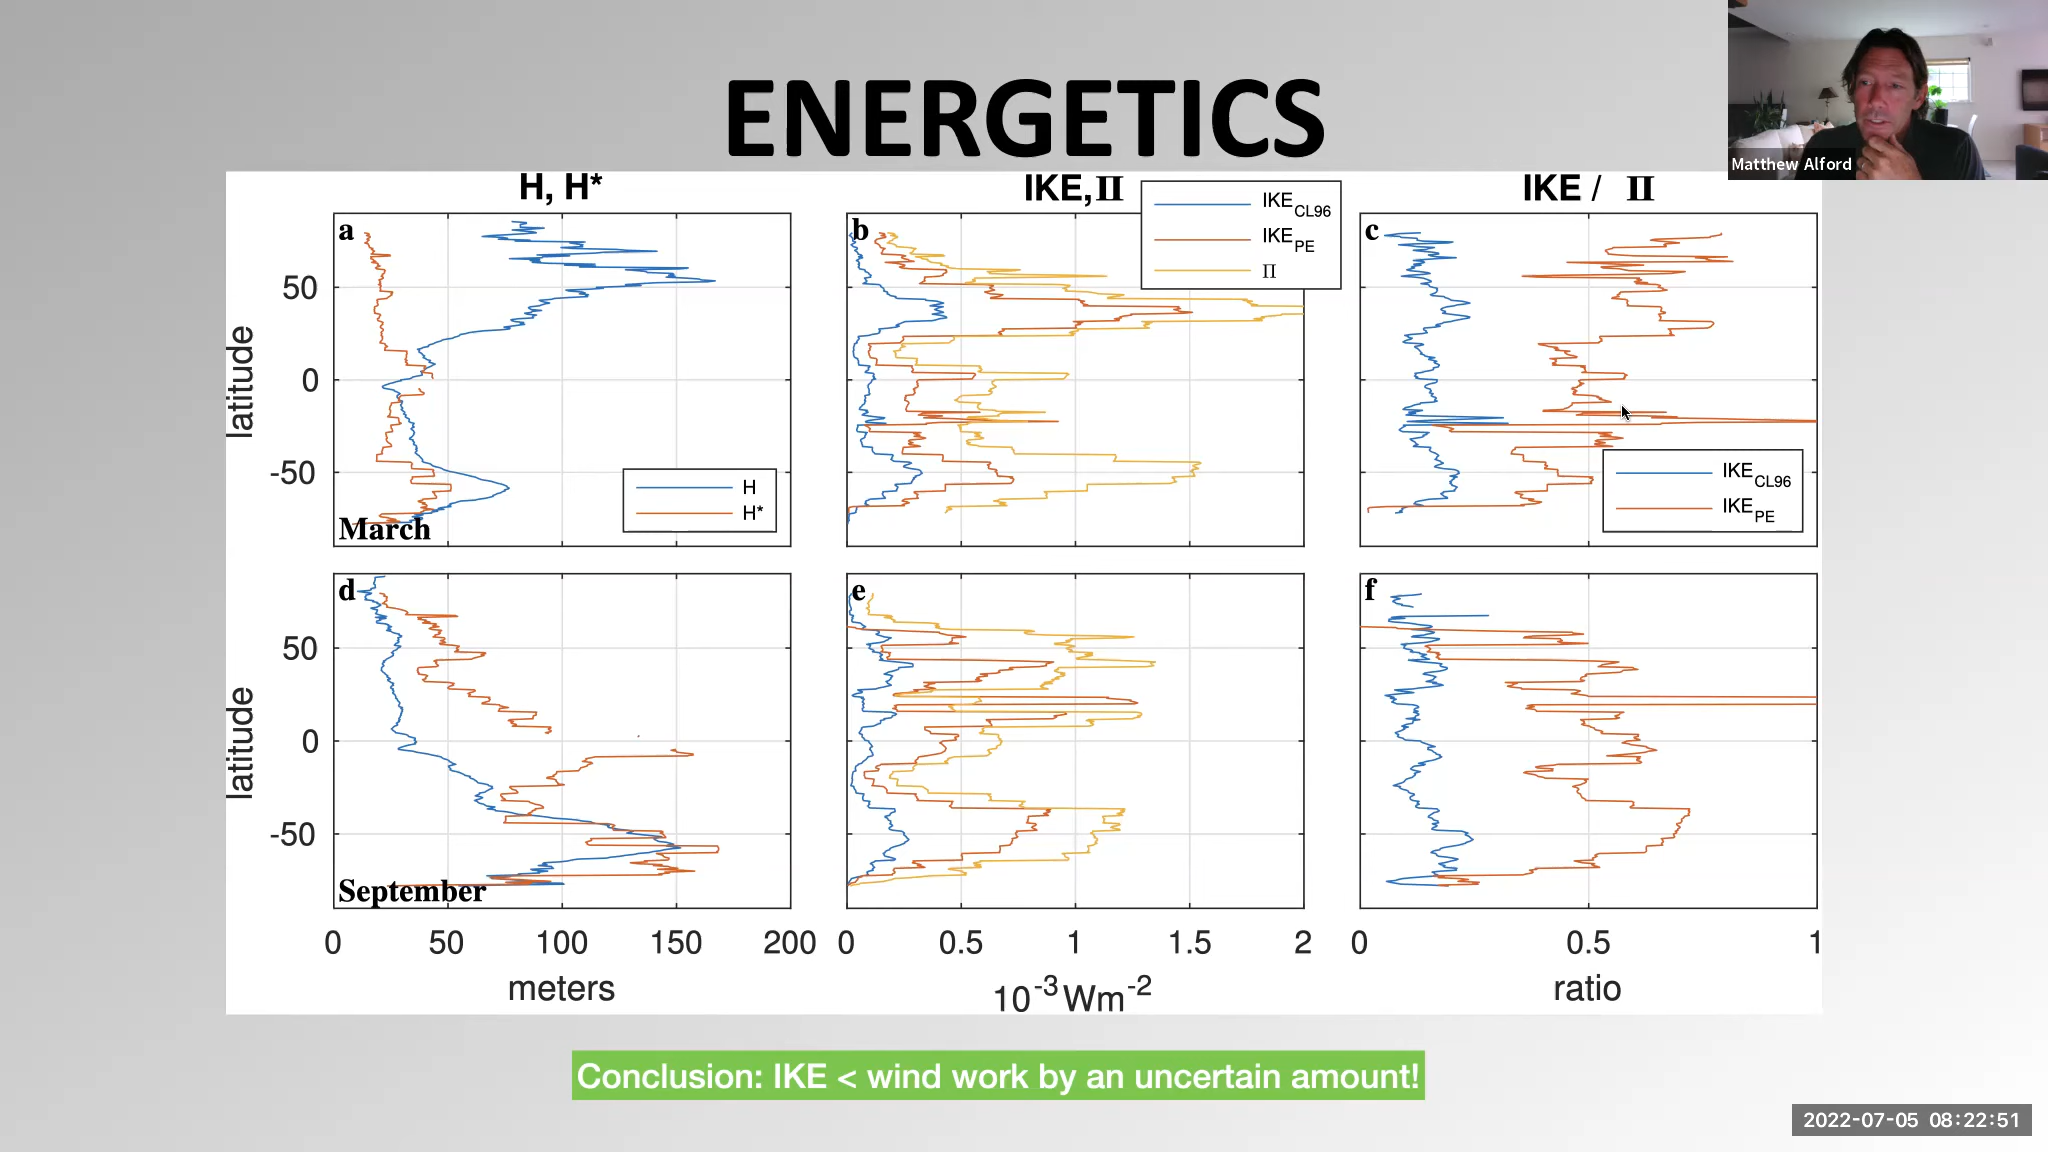 ENERGETICS
Matthew Alford
H, H*
IKE, Π
IKE / Π
a
50
0
-50
latitude
March
H
H*
b
IKE_CL96
IKE_PE
Π
c
IKE_CL96
IKE_PE
d
50
0
-50
latitude
September
e
f
0 50 100 150 200
meters
0 0.5 1 1.5 2
10^-3 Wm^-2
0 0.5 1
ratio
Conclusion: IKE < wind work by an uncertain amount!
2022-07-05 08:22:51